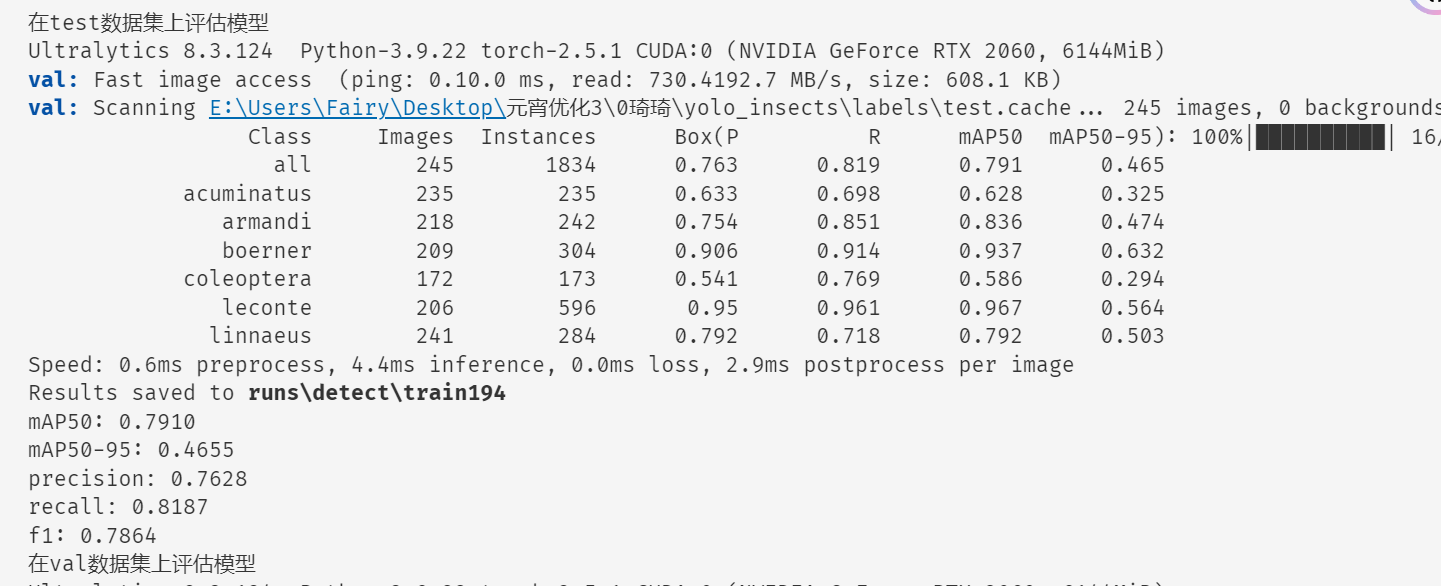 在test数据集上评估模型
Ultralytics 8.3.124  Python-3.9.22 torch-2.5.1 CUDA:0 (NVIDIA GeForce RTX 2060, 6144MiB)
val: Fast image access  (ping: 0.10.0 ms, read: 730.4192.7 MB/s, size: 608.1 KB)
val: Scanning E:\Users\Fairy\Desktop\元宵优化3\0琦琦\yolo_insects\labels\test.cache... 245 images, 0 backgrounds
Class Images Instances Box(P R mAP50 mAP50-95): 100%|██████████| 16/
all 245 1834 0.763 0.819 0.791 0.465
acuminatus 235 235 0.633 0.698 0.628 0.325
armandi 218 242 0.754 0.851 0.836 0.474
boerner 209 304 0.906 0.914 0.937 0.632
coleoptera 172 173 0.541 0.769 0.586 0.294
leconte 206 596 0.95 0.961 0.967 0.564
linnaeus 241 284 0.792 0.718 0.792 0.503
Speed: 0.6ms preprocess, 4.4ms inference, 0.0ms loss, 2.9ms postprocess per image
Results saved to runs\detect\train194
mAP50: 0.7910
mAP50-95: 0.4655
precision: 0.7628
recall: 0.8187
f1: 0.7864
在val数据集上评估模型